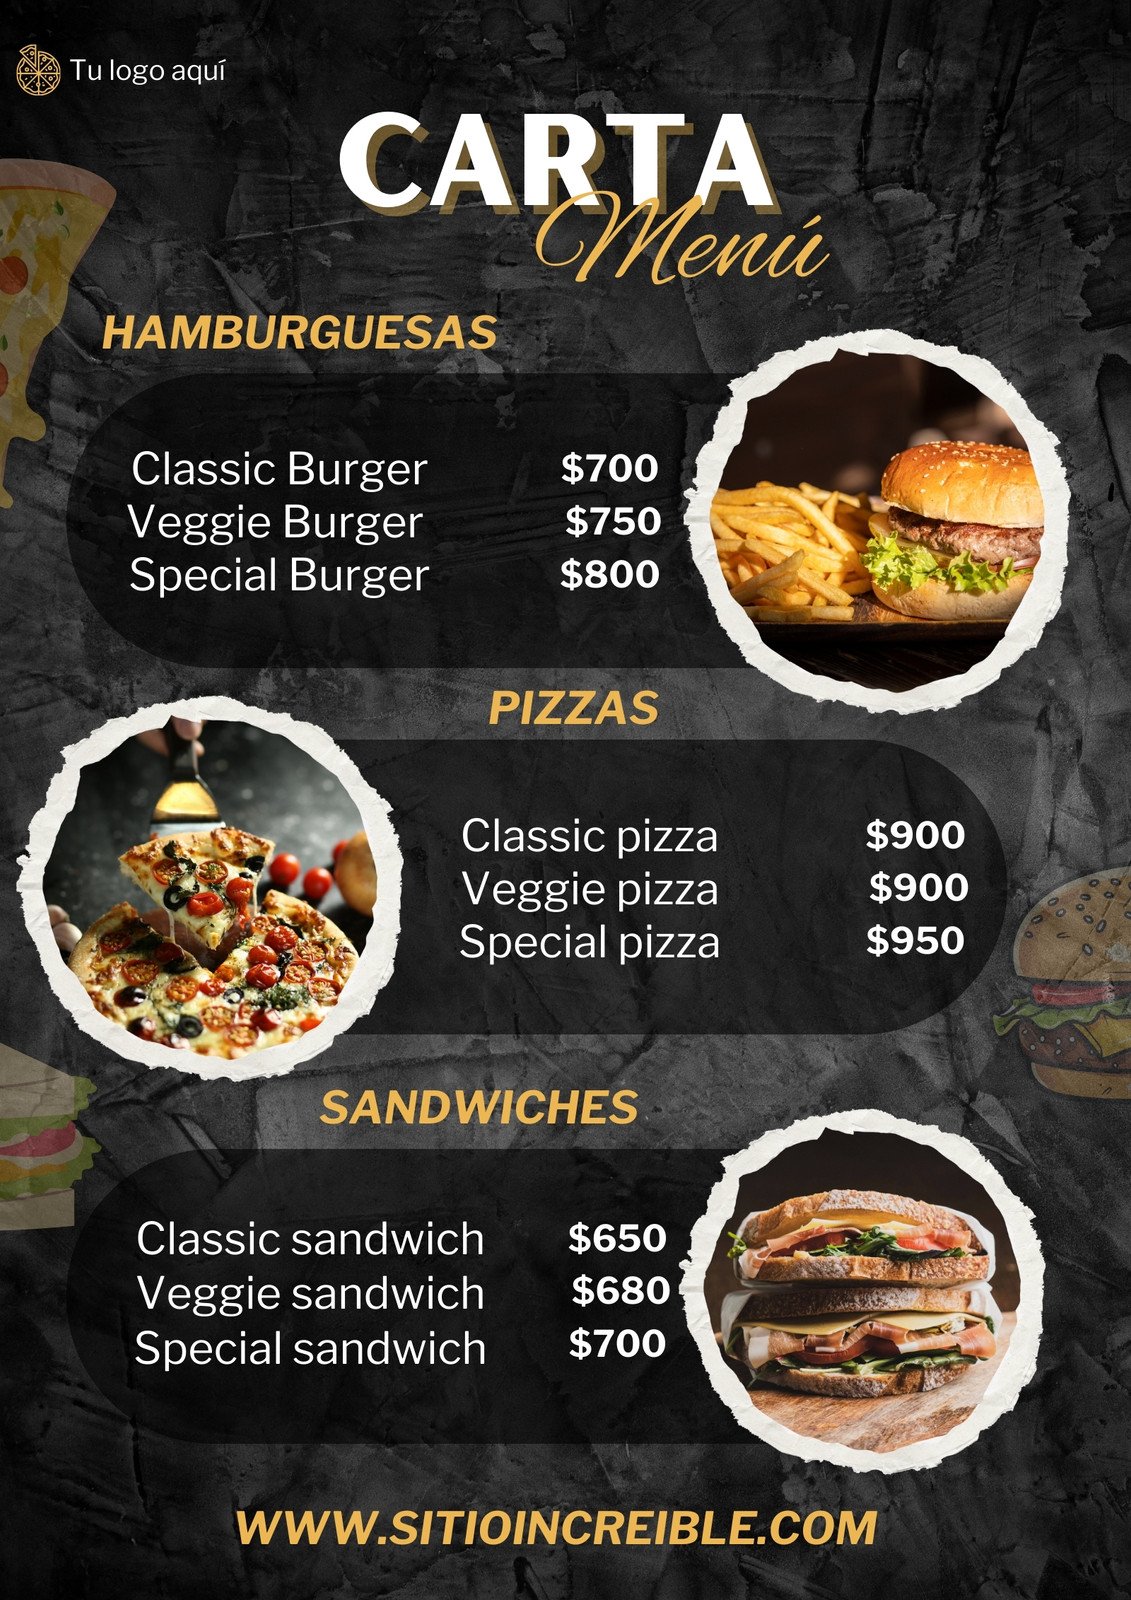 Tu logo aquí
CARTA
Menú
HAMBURGUESAS
Classic Burger $700
Veggie Burger $750
Special Burger $800
PIZZAS
Classic pizza $900
Veggie pizza $900
Special pizza $950
SANDWICHES
Classic sandwich $650
Veggie sandwich $680
Special sandwich $700
WWW.SITIOINCREIBLE.COM